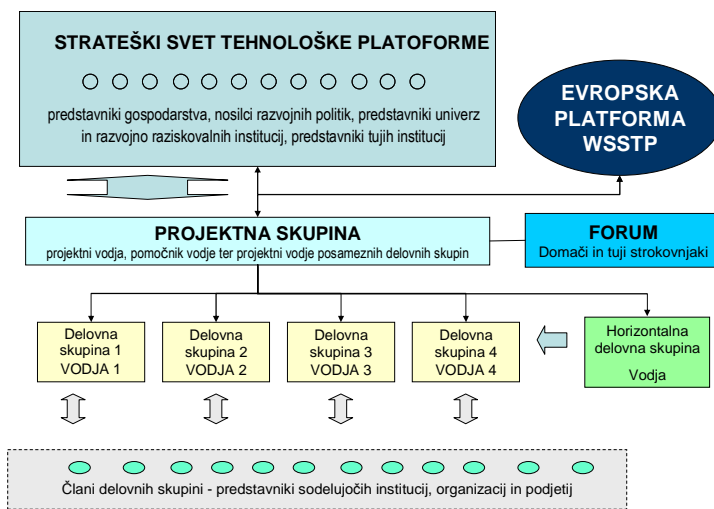 STRATEŠKI SVET TEHNOLOŠKE PLATOFORME
predstavniki gospodarstva, nosilci razvojnih politik, predstavniki univerz
in razvojno raziskovalnih institucij, predstavniki tujih institucij
EVROPSKA
PLATFORMA
WSSTP
PROJEKTNA SKUPINA
projektni vodja, pomočnik vodje ter projektni vodje posameznih delovnih skupin
FORUM
Domači in tuji strokovnjaki
Delovna
skupina 1
VODJA 1
Delovna
skupina 2
VODJA 2
Delovna
skupina 3
VODJA 3
Delovna
skupina 4
VODJA 4
Horizontalna
delovna skupina
Vodja
Člani delovnih skupini - predstavniki sodelujočih institucij, organizacij in podjetij